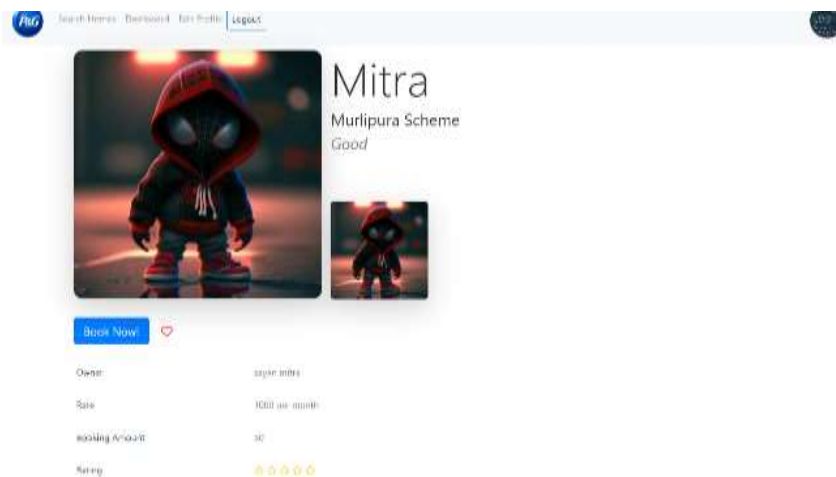 P&G
Search Homes Dashboard Edit Profile Logout
Mitra
Murlipura Scheme
Good
Book Now!
Owner
mitra
Rate
per month
Booking Amount
Rating